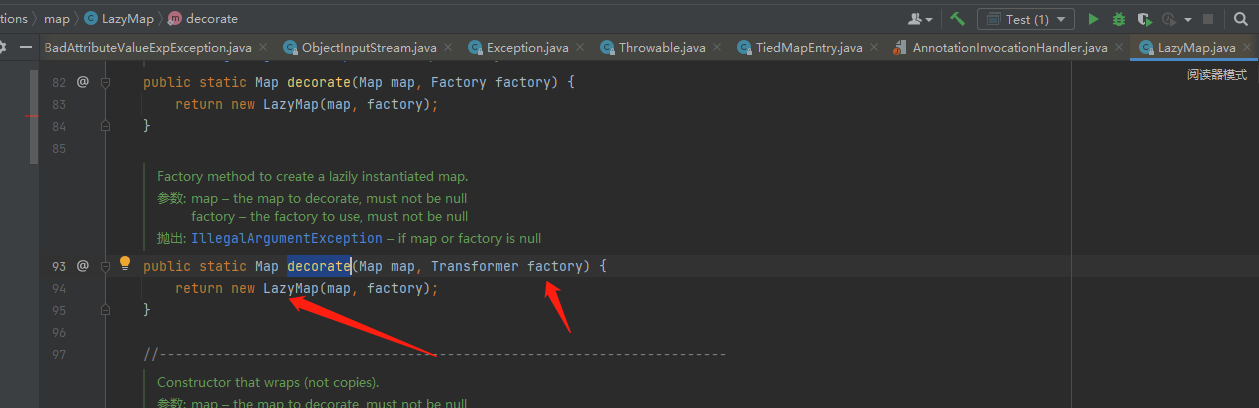 tions map LazyMap decorate Test (1)
BadAttributeValueExpException.java ObjectInputStream.java Exception.java Throwable.java TiedMapEntry.java AnnotationInvocationHandler.java LazyMap.java
阅读器模式
82 @ public static Map decorate(Map map, Factory factory) {
83 return new LazyMap(map, factory);
84 }
85
Factory method to create a lazily instantiated map.
参数: map – the map to decorate, must not be null
factory – the factory to use, must not be null
抛出: IllegalArgumentException – if map or factory is null
93 @ public static Map decorate(Map map, Transformer factory) {
94 return new LazyMap(map, factory);
95 }
96
97 //-----------------------------------------------------------------------
Constructor that wraps (not copies).
参数: map – the map to decorate, must not be null